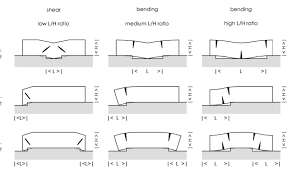 shear
bending
bending
low L/H ratio
medium L/H ratio
high L/H ratio
|< H >|
|< H >|
|< H >|
|< L >|
|< L >|
|< L >|
|< H >|
|< H >|
|< H >|
|<L>|
|< L >|
|< L >|
|< H >|
|< H >|
|< H >|
|<L>|
|<L>|
|< L >|
|< L >|
|< L >|
|< L >|